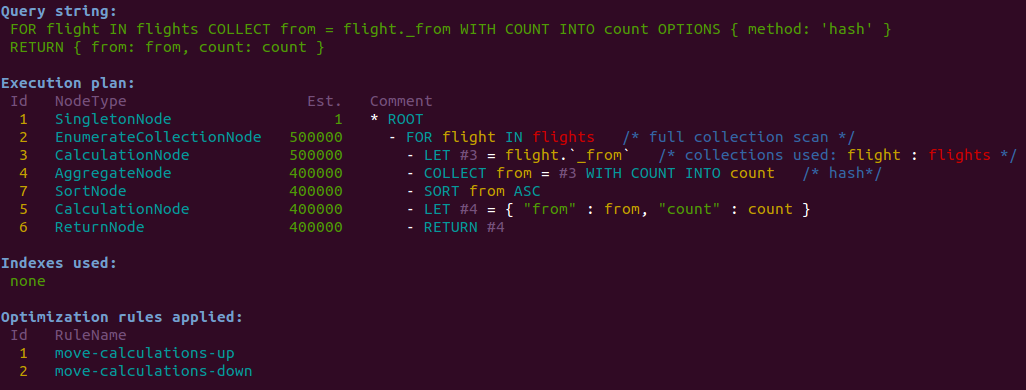 Query string:
FOR flight IN flights COLLECT from = flight._from WITH COUNT INTO count OPTIONS { method: 'hash' }
RETURN { from: from, count: count }
Execution plan:
Id NodeType Est. Comment
1 SingletonNode 1 * ROOT
2 EnumerateCollectionNode 500000 - FOR flight IN flights /* full collection scan */
3 CalculationNode 500000 - LET #3 = flight.`_from` /* collections used: flight : flights */
4 AggregateNode 400000 - COLLECT from = #3 WITH COUNT INTO count /* hash*/
7 SortNode 400000 - SORT from ASC
5 CalculationNode 400000 - LET #4 = { "from" : from, "count" : count }
6 ReturnNode 400000 - RETURN #4
Indexes used:
none
Optimization rules applied:
Id RuleName
1 move-calculations-up
2 move-calculations-down